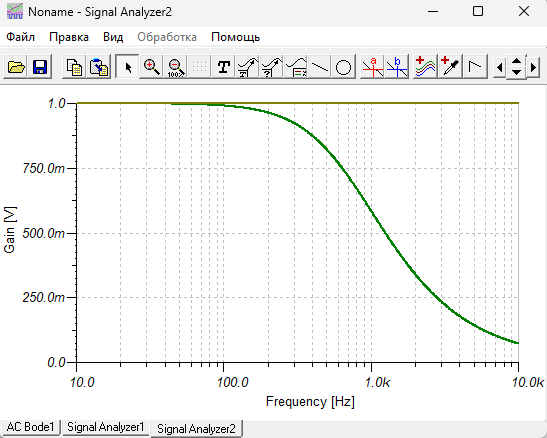 Noname - Signal Analyzer2
Файл Правка Вид Обработка Помощь
T 100% a b
1.0
750.0m
500.0m
250.0m
0.0
Gain [V]
10.0 100.0 1.0k 10.0k
Frequency [Hz]
AC Bode1 Signal Analyzer1 Signal Analyzer2